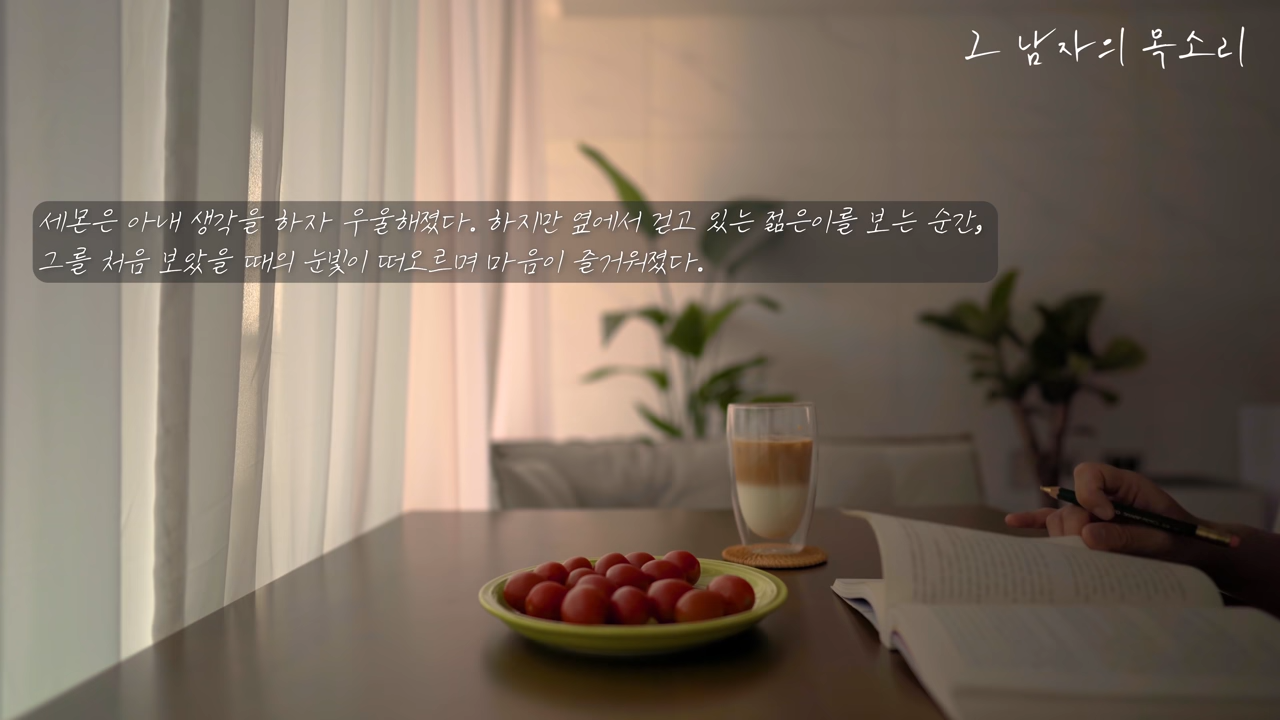 그 남자의 목소리
세몬은 아내 생각을 하자 우울해졌다. 하지만 옆에서 걷고 있는 젊은이를 보는 순간,
그를 처음 보았을 때의 눈빛이 떠오르며 마음이 즐거워졌다.